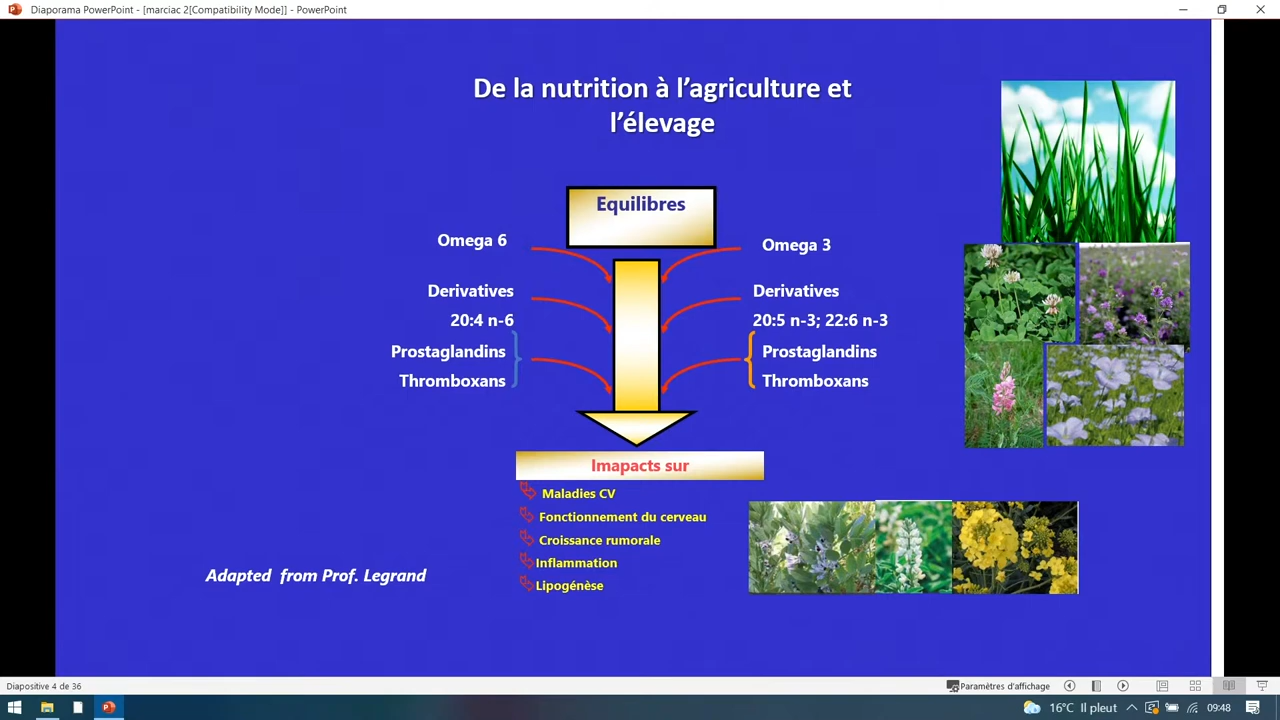 Diaporama PowerPoint - [marciac 2[Compatibility Mode]] - PowerPoint
De la nutrition à l’agriculture et
l’élevage
Equilibres
Omega 6
Omega 3
Derivatives
Derivatives
20:4 n-6
20:5 n-3; 22:6 n-3
Prostaglandins
Prostaglandins
Thromboxans
Thromboxans
Imapacts sur
Maladies CV
Fonctionnement du cerveau
Croissance rumorale
Inflammation
Lipogénèse
Adapted from Prof. Legrand
Diapositive 4 de 36
Paramètres d'affichage
16°C Il pleut
09:48